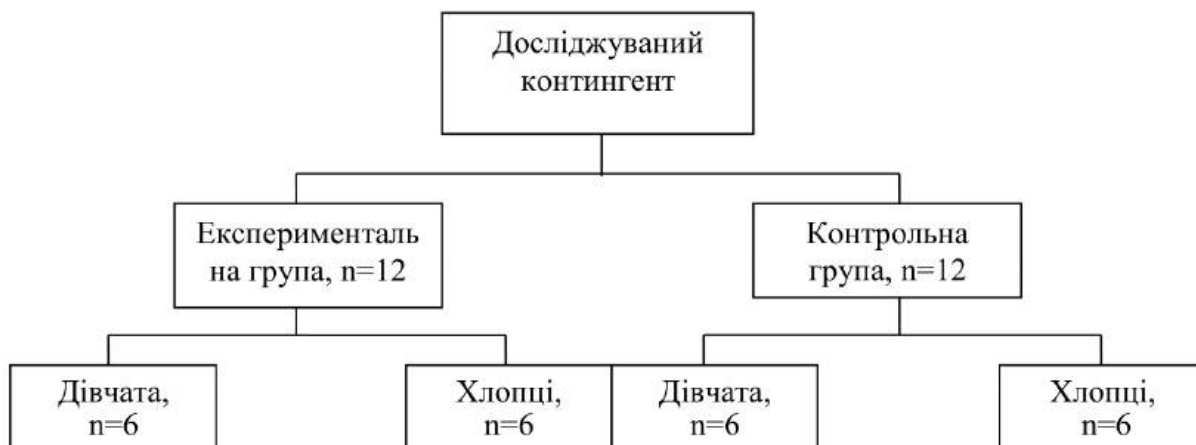 Досліджуваний
контингент
Експерименталь
на група, n=12
Контрольна
група, n=12
Дівчата,
n=6
Хлопці,
n=6
Дівчата,
n=6
Хлопці,
n=6